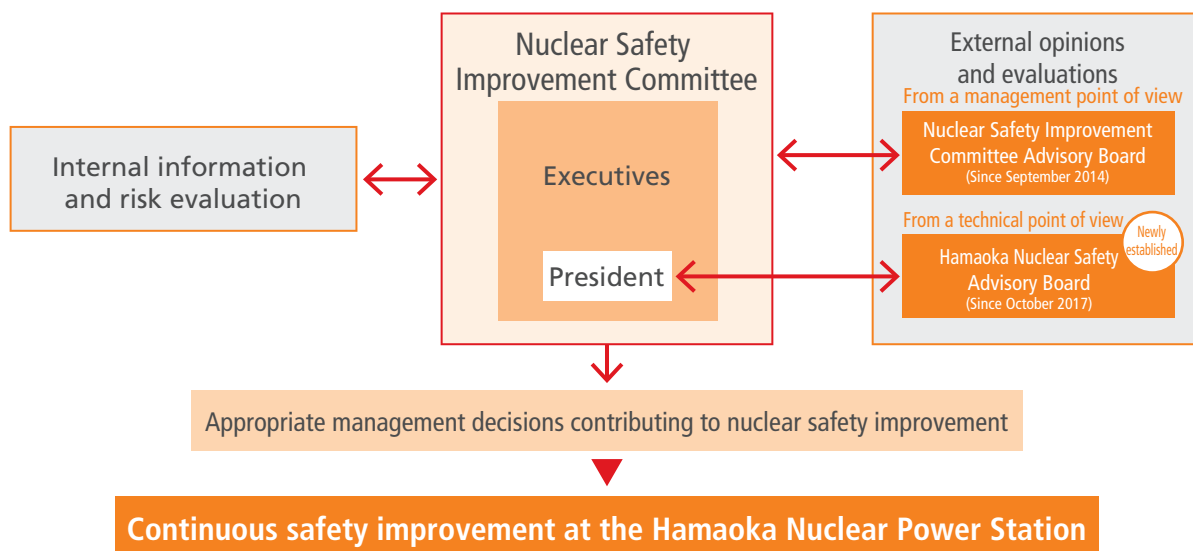 Nuclear Safety
Improvement Committee
Executives
President
Internal information
and risk evaluation
External opinions
and evaluations
From a management point of view
Nuclear Safety Improvement
Committee Advisory Board
(Since September 2014)
From a technical point of view
Newly
established
Hamaoka Nuclear Safety
Advisory Board
(Since October 2017)
Appropriate management decisions contributing to nuclear safety improvement
Continuous safety improvement at the Hamaoka Nuclear Power Station